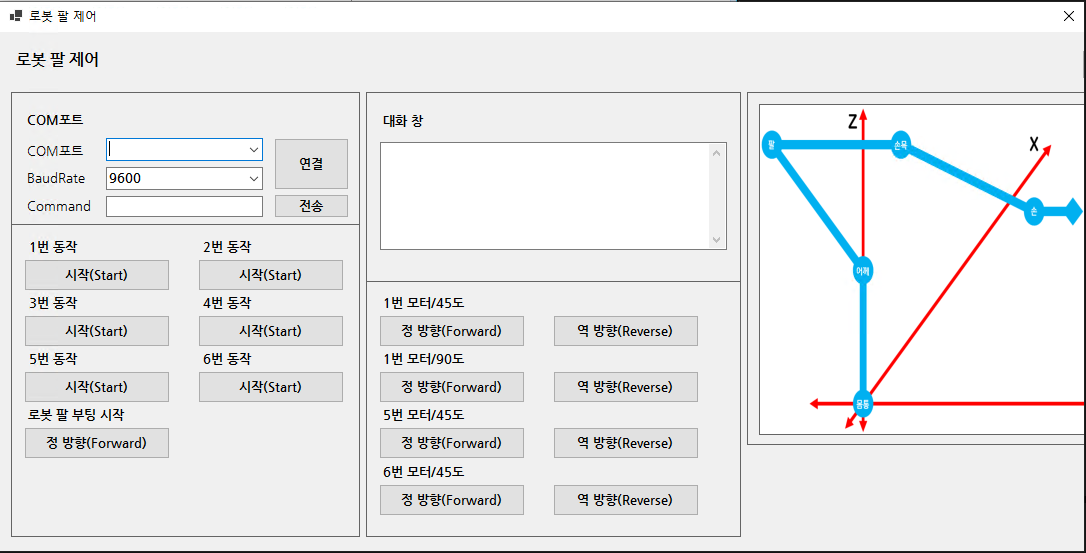 로봇 팔 제어
로봇 팔 제어
COM포트
COM포트
연결
BaudRate 9600
Command 전송
1번 동작 2번 동작
시작(Start) 시작(Start)
3번 동작 4번 동작
시작(Start) 시작(Start)
5번 동작 6번 동작
시작(Start) 시작(Start)
로봇 팔 부팅 시작
정 방향(Forward)
대화 창
1번 모터/45도
정 방향(Forward) 역 방향(Reverse)
1번 모터/90도
정 방향(Forward) 역 방향(Reverse)
5번 모터/45도
정 방향(Forward) 역 방향(Reverse)
6번 모터/45도
정 방향(Forward) 역 방향(Reverse)
Z
X
팔
손목
손
어깨
몸통